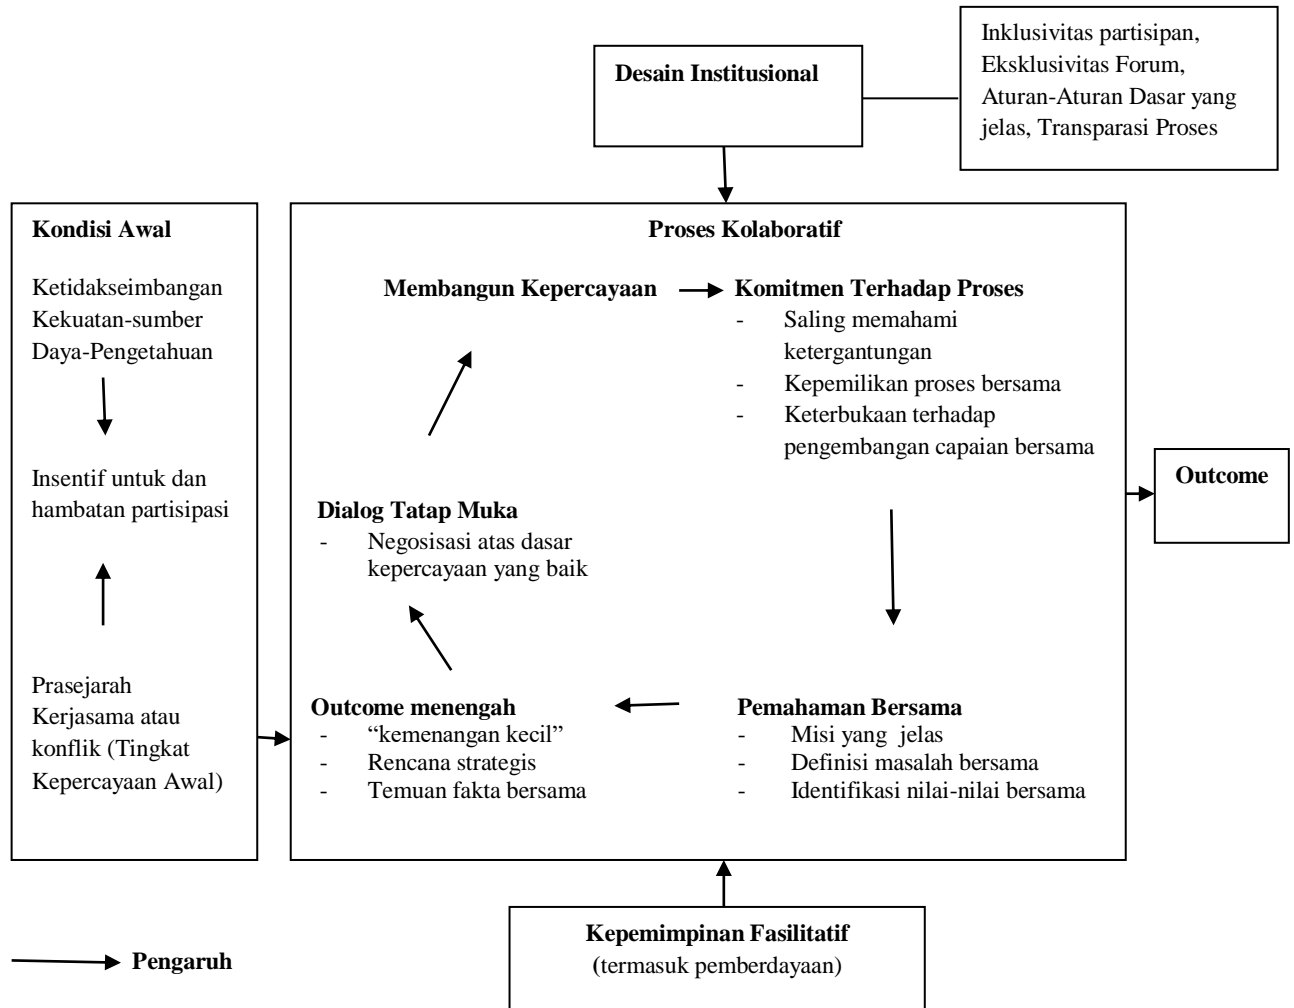 Desain Institusional
Inklusivitas partisipan,
Eksklusivitas Forum,
Aturan-Aturan Dasar yang
jelas, Transparasi Proses
Kondisi Awal
Ketidakseimbangan
Kekuatan-sumber
Daya-Pengetahuan
Insentif untuk dan
hambatan partisipasi
Prasejarah
Kerjasama atau
konflik (Tingkat
Kepercayaan Awal)
Proses Kolaboratif
Membangun Kepercayaan
Komitmen Terhadap Proses
- Saling memahami
ketergantungan
- Kepemilikan proses bersama
- Keterbukaan terhadap
pengembangan capaian bersama
Dialog Tatap Muka
- Negosisasi atas dasar
kepercayaan yang baik
Outcome menengah
- “kemenangan kecil”
- Rencana strategis
- Temuan fakta bersama
Pemahaman Bersama
- Misi yang jelas
- Definisi masalah bersama
- Identifikasi nilai-nilai bersama
Outcome
Kepemimpinan Fasilitatif
(termasuk pemberdayaan)
Pengaruh